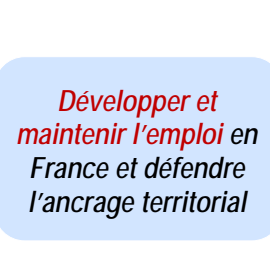 Développer et
maintenir l'emploi en
France et défendre
l'ancrage territorial